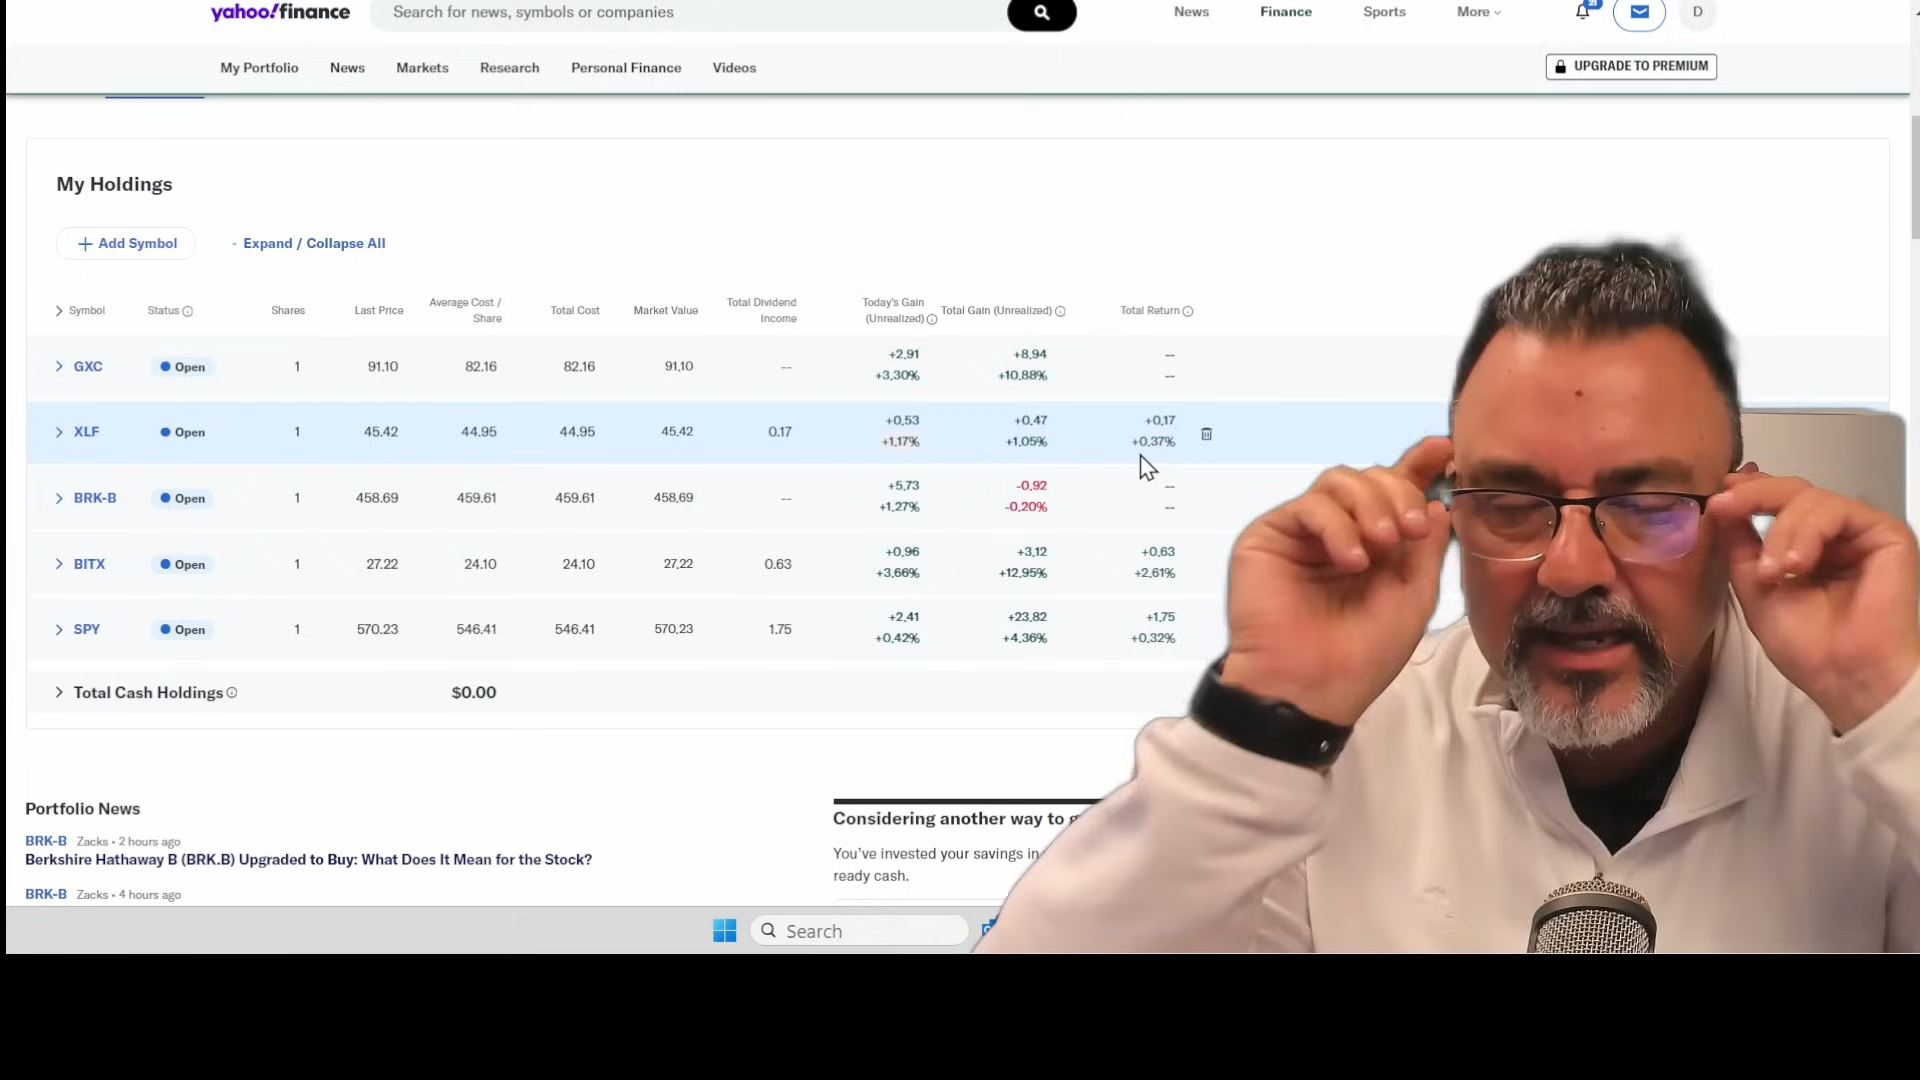 yahoo!finance
Search for news, symbols or companies
News
Finance
Sports
More
D
My Portfolio
News
Markets
Research
Personal Finance
Videos
UPGRADE TO PREMIUM
My Holdings
+ Add Symbol
- Expand / Collapse All
Symbol Status Shares Last Price Average Cost / Share Total Cost Market Value Total Dividend Income Today's Gain (Unrealized) Total Gain (Unrealized) Total Return
GXC Open 1 91.10 82.16 82.16 91.10 -- +2.91 +8.94 --
+3.30% +10.88% --
XLF Open 1 45.42 44.95 44.95 45.42 0.17 +0.53 +0.47 +0.17
+1.17% +1.05% +0.37%
BRK-B Open 1 458.69 459.61 459.61 458.69 -- +5.73 -0.92 --
+1.27% -0.20% --
BITX Open 1 27.22 24.10 24.10 27.22 0.63 +0.96 +3.12 +0.63
+3.66% +12.95% +2.61%
SPY Open 1 570.23 546.41 546.41 570.23 1.75 +2.41 +23.82 +1.75
+0.42% +4.36% +0.32%
Total Cash Holdings $0.00
Portfolio News
BRK-B Zacks • 2 hours ago
Berkshire Hathaway B (BRK.B) Upgraded to Buy: What Does It Mean for the Stock?
BRK-B Zacks • 4 hours ago
Considering another way to
You've invested your savings in
ready cash.
Search